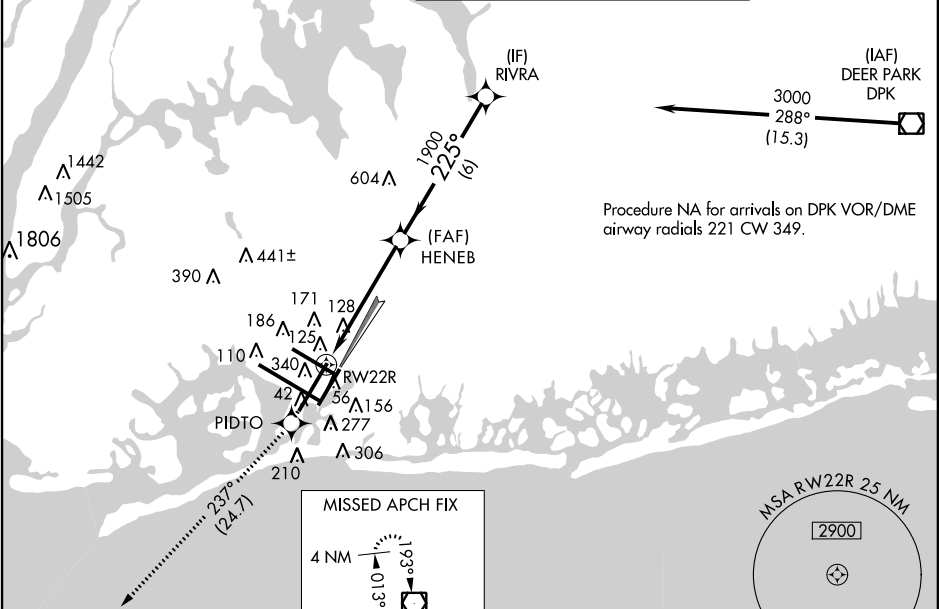 (IF)
RIVRA
(IAF)
DEER PARK
DPK
3000
288°
(15.3)
1900
225°
(6)
1442
1505
1806
604
Procedure NA for arrivals on DPK VOR/DME
airway radials 221 CW 349.
(FAF)
HENEB
441±
390
171
128
186
125
110
340
RW22R
42
56
156
PIDTO
277
306
210
237°
(24.7)
MISSED APCH FIX
4 NM
193°
013°
MSA RW22R 25 NM
2900